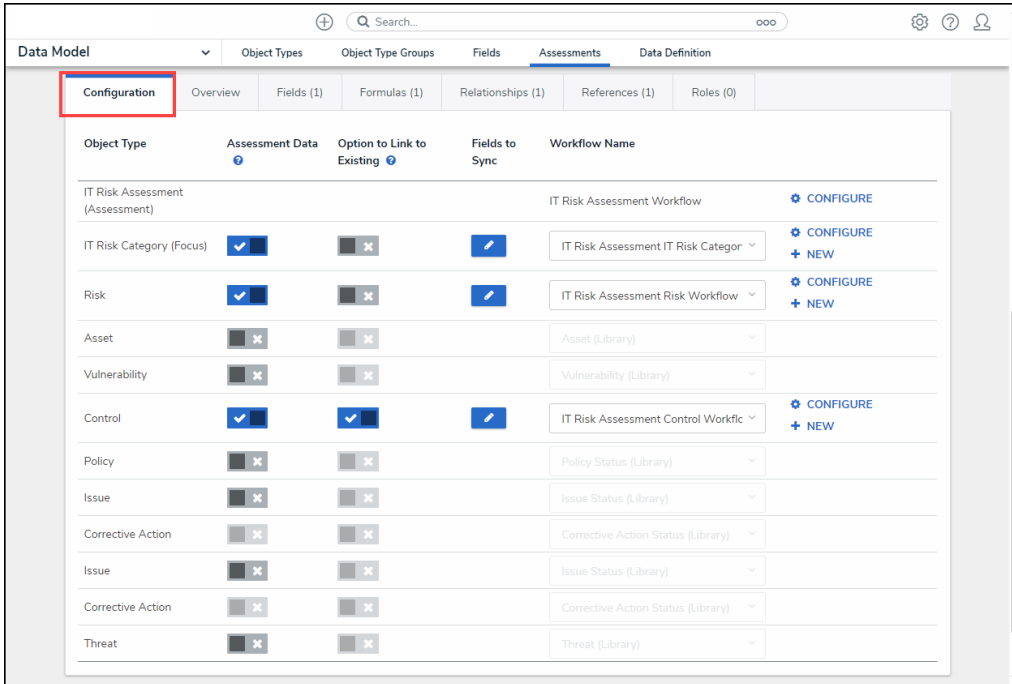 Search...
Data Model
Object Types
Object Type Groups
Fields
Assessments
Data Definition
Configuration
Overview
Fields (1)
Formulas (1)
Relationships (1)
References (1)
Roles (0)
Object Type
Assessment Data
Option to Link to
Existing
Fields to
Sync
Workflow Name
IT Risk Assessment
(Assessment)
IT Risk Assessment Workflow
CONFIGURE
IT Risk Category (Focus)
IT Risk Assessment IT Risk Categor
CONFIGURE
+ NEW
Risk
IT Risk Assessment Risk Workflow
CONFIGURE
+ NEW
Asset
Asset (Library)
Vulnerability
Vulnerability (Library)
Control
IT Risk Assessment Control Workflc
CONFIGURE
+ NEW
Policy
Policy Status (Library)
Issue
Issue Status (Library)
Corrective Action
Corrective Action Status (Library)
Issue
Issue Status (Library)
Corrective Action
Corrective Action Status (Library)
Threat
Threat (Library)